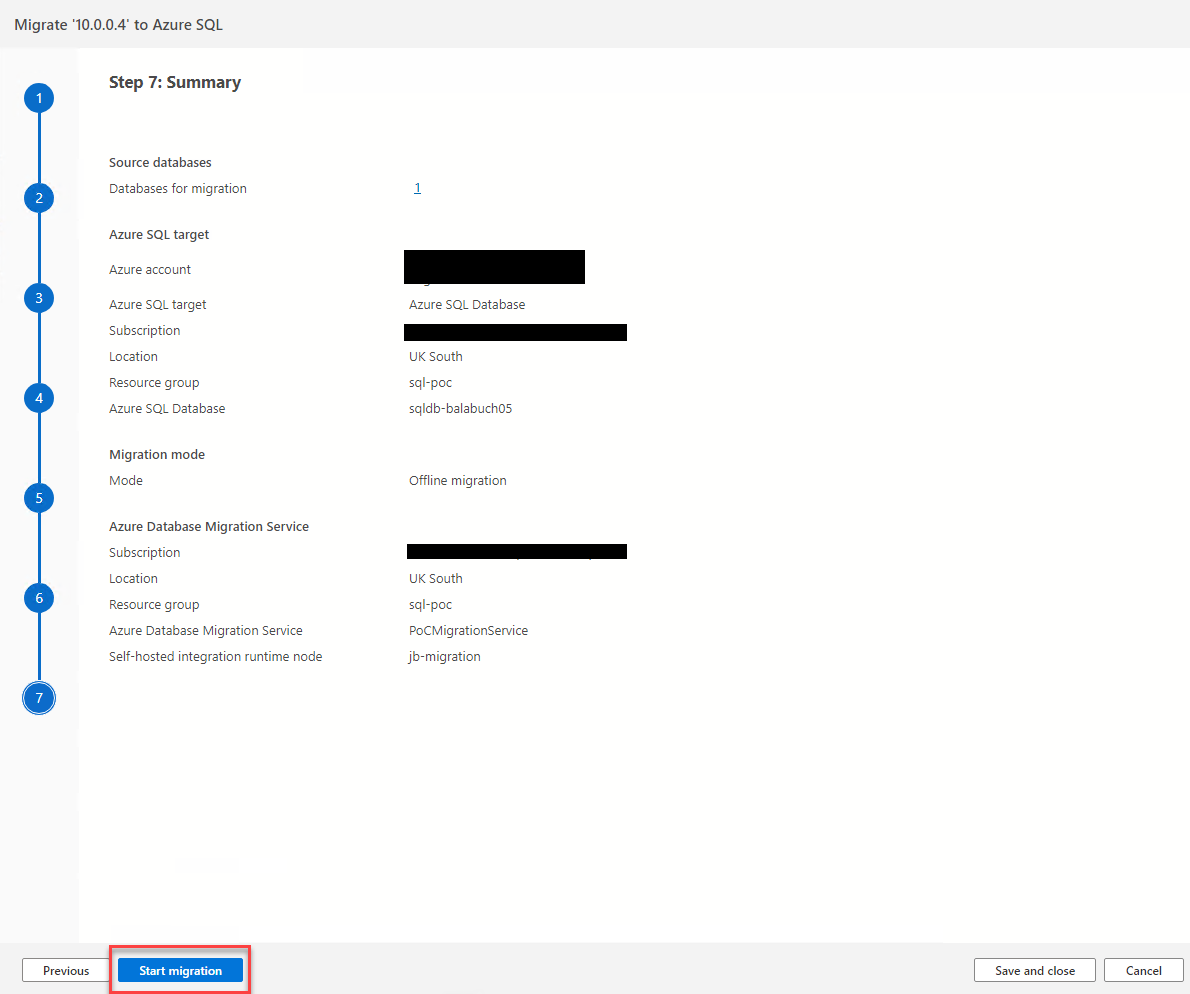 Migrate '10.0.0.4' to Azure SQL
Step 7: Summary
1
2
3
4
5
6
7
Source databases
Databases for migration 1
Azure SQL target
Azure account
Azure SQL target Azure SQL Database
Subscription
Location UK South
Resource group sql-poc
Azure SQL Database sqldb-balabuch05
Migration mode
Mode Offline migration
Azure Database Migration Service
Subscription
Location UK South
Resource group sql-poc
Azure Database Migration Service PoCMigrationService
Self-hosted integration runtime node jb-migration
Previous Start migration Save and close Cancel